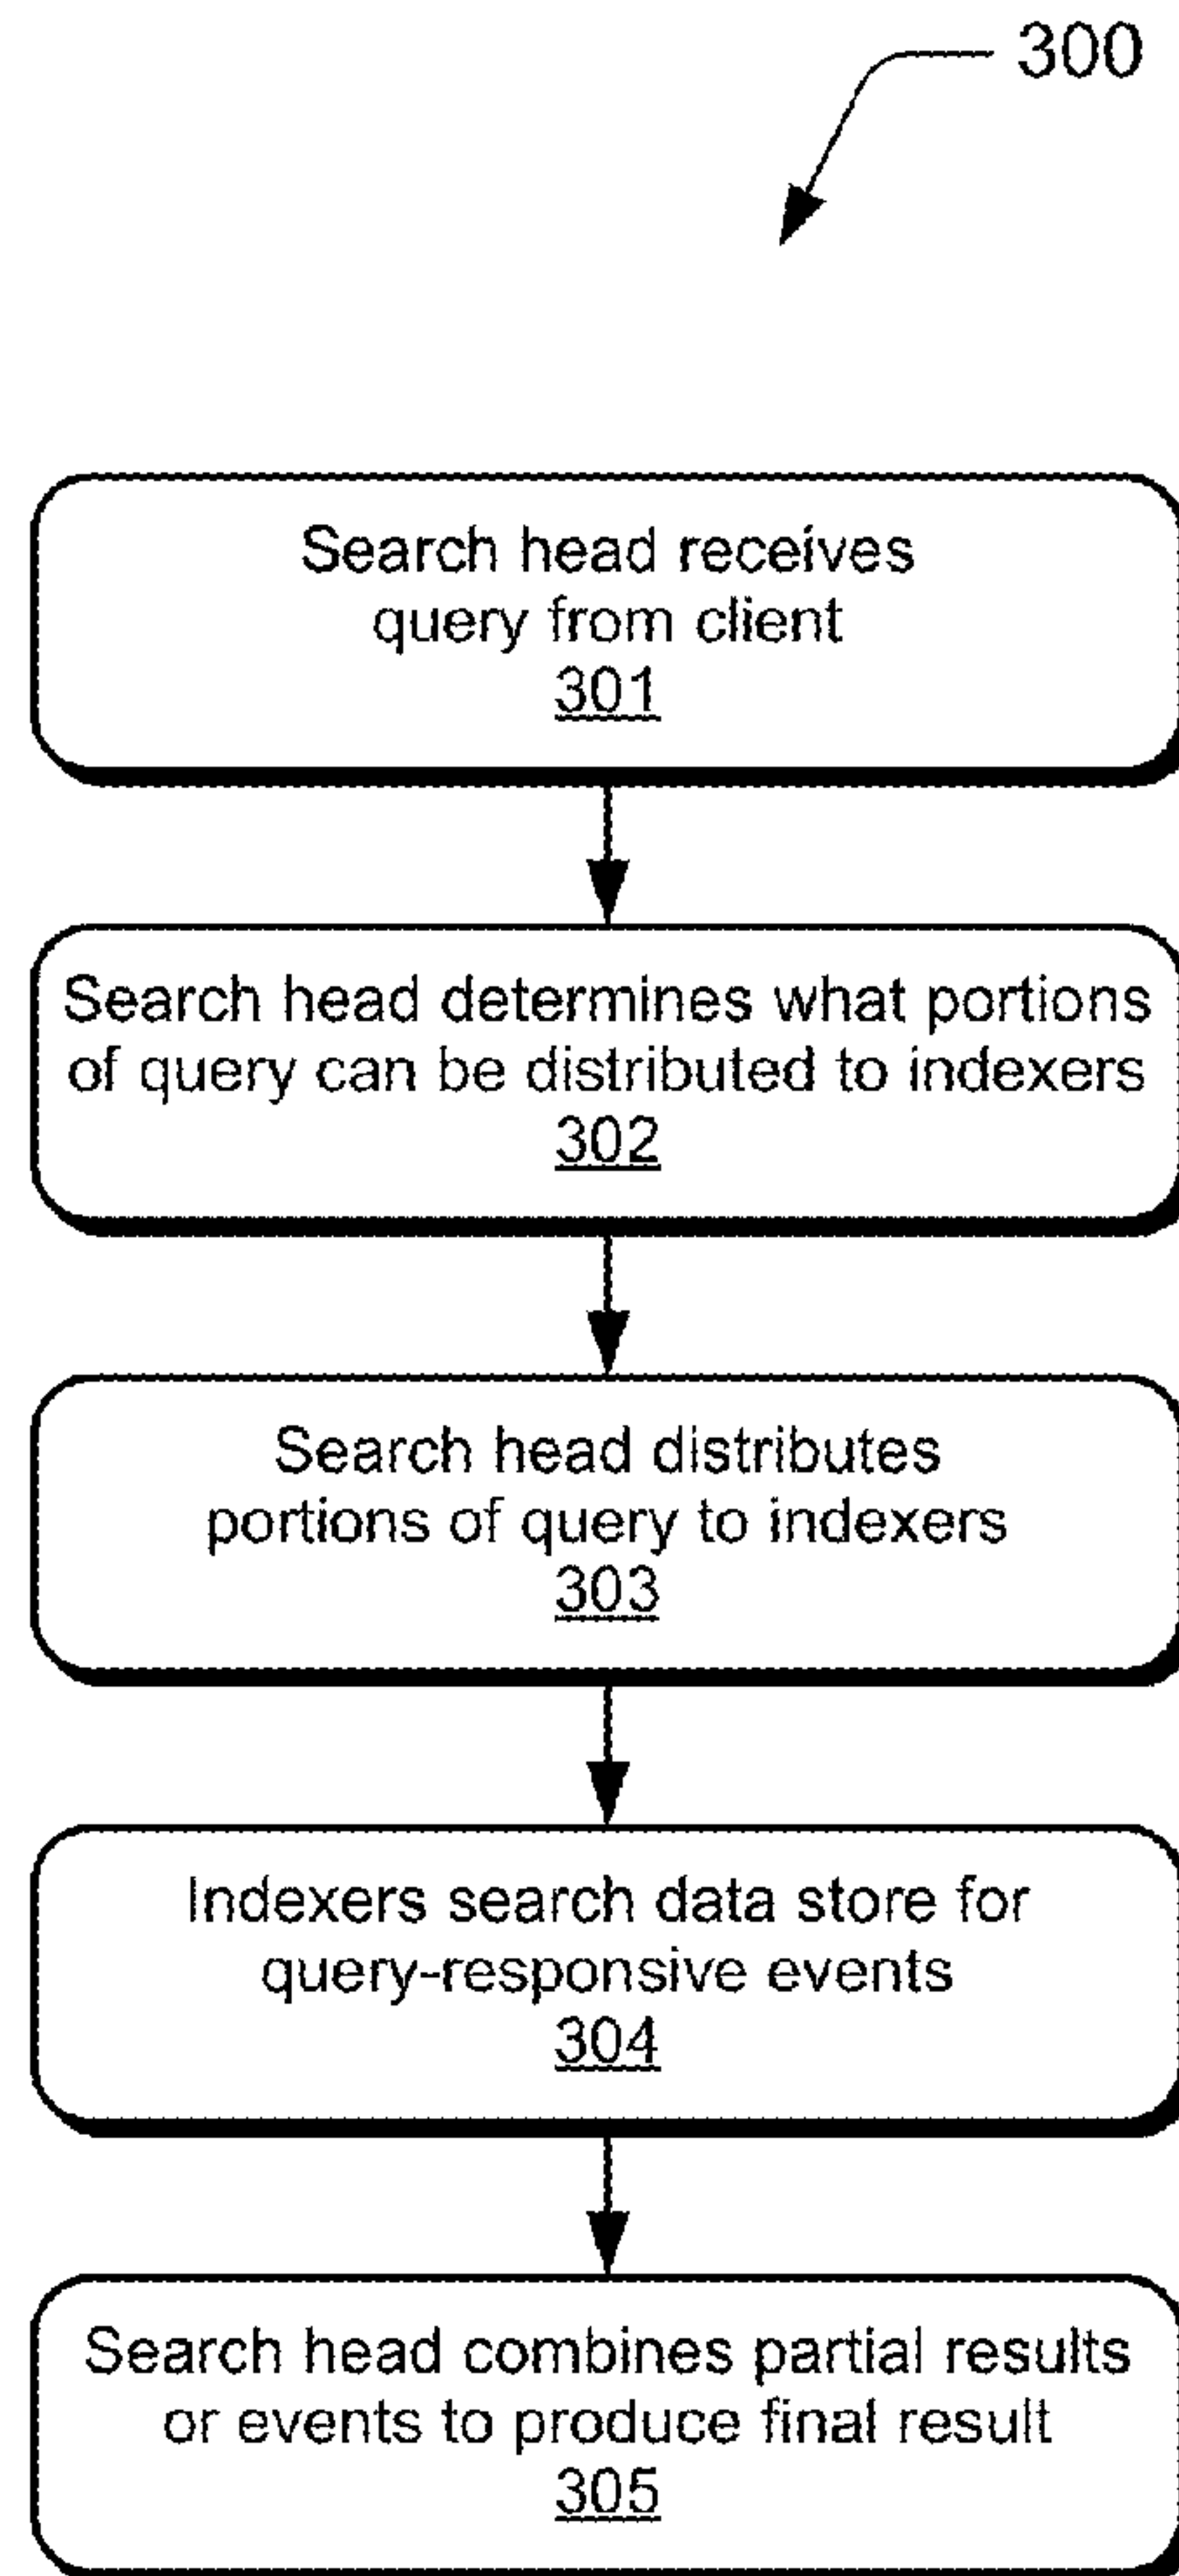 300
Search head receives
query from client
301
Search head determines what portions
of query can be distributed to indexers
302
Search head distributes
portions of query to indexers
303
Indexers search data store for
query-responsive events
304
Search head combines partial results
or events to produce final result
305